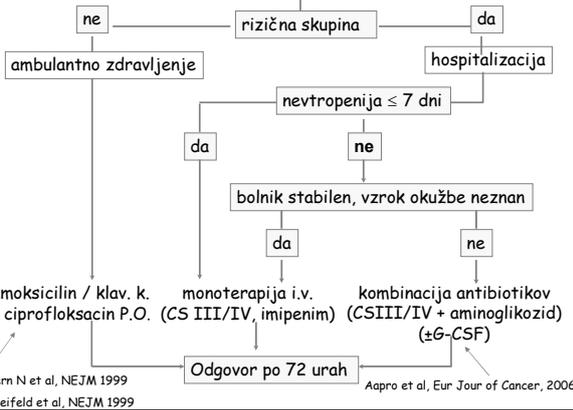 ne
rizična skupina
da
ambulantno zdravljenje
hospitalizacija
nevtropenija ≤ 7 dni
da
ne
bolnik stabilen, vzrok okužbe neznan
da
ne
moksicilin / klav. k.
ciprofloksacin P.O.
monoterapija i.v.
(CS III/IV, imipenim)
kombinacija antibiotikov
(CSIII/IV + aminoglikozid)
(±G-CSF)
Odgovor po 72 urah
ern N et al, NEJM 1999
eifeld et al, NEJM 1999
Aapro et al, Eur Jour of Cancer, 2006